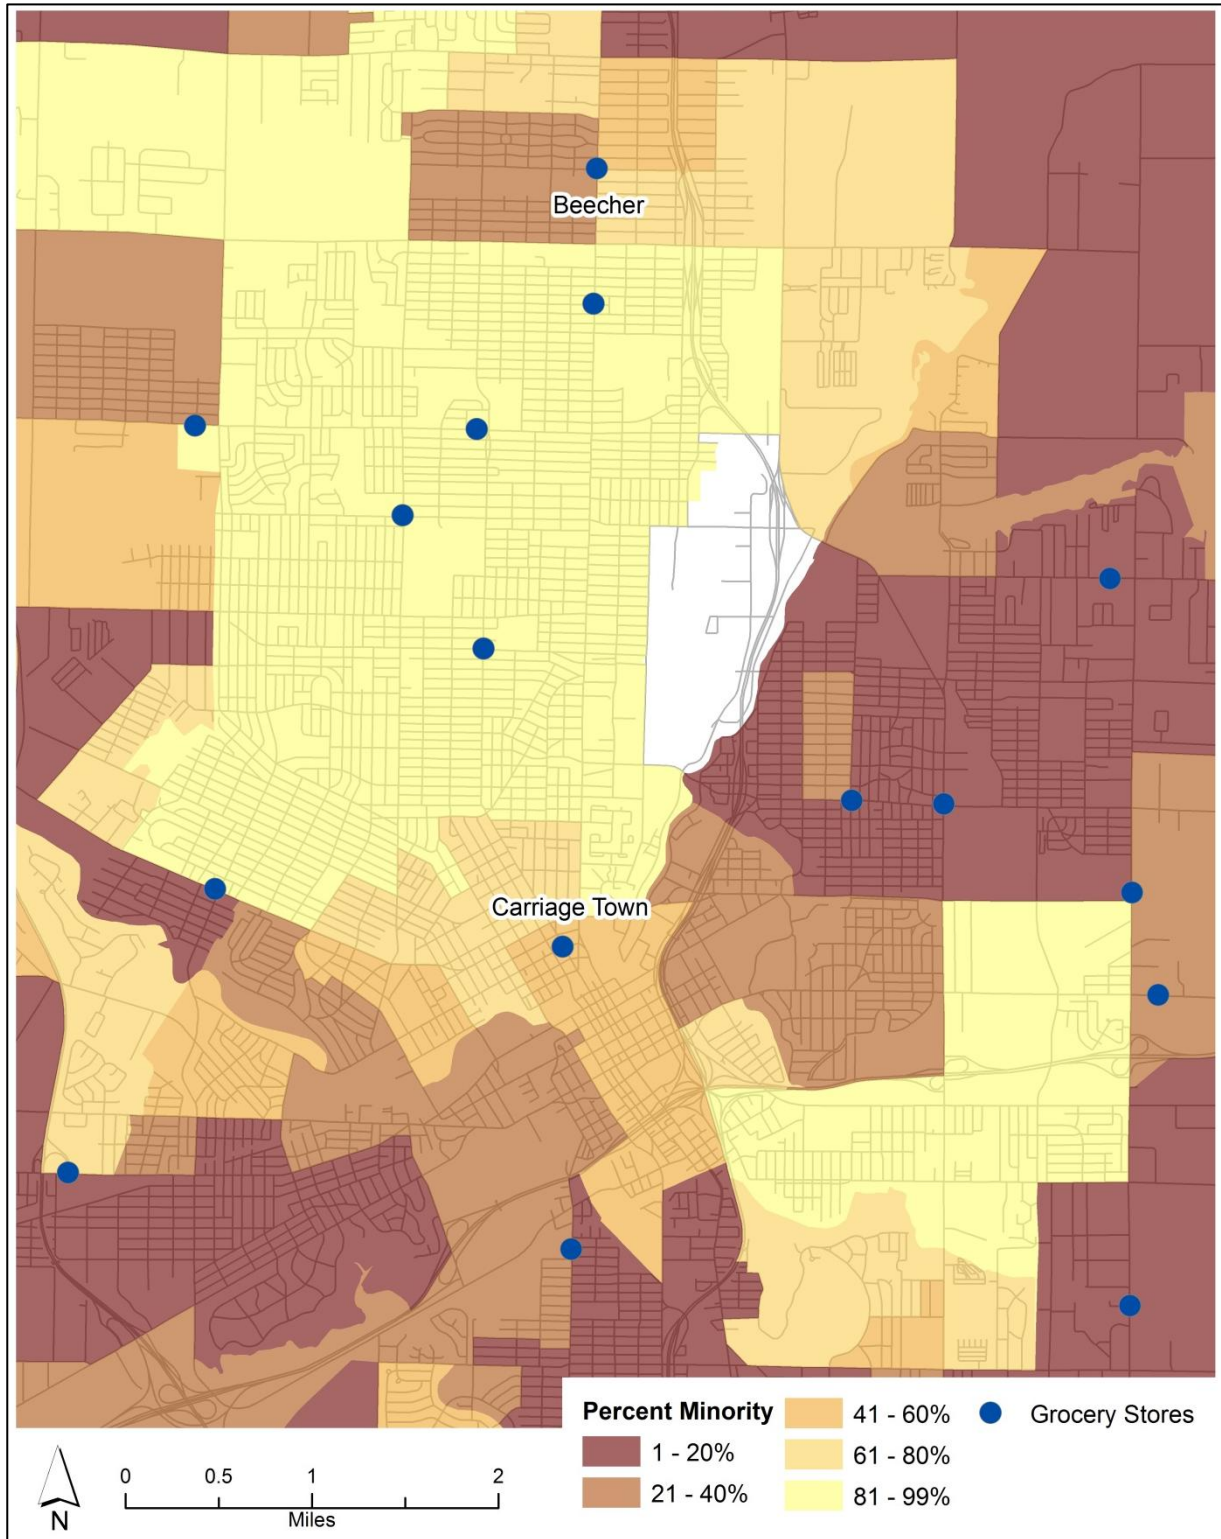 Beecher
Carriage Town
Percent Minority
1 - 20%
21 - 40%
41 - 60%
61 - 80%
81 - 99%
Grocery Stores
N
0 0.5 1 2
Miles